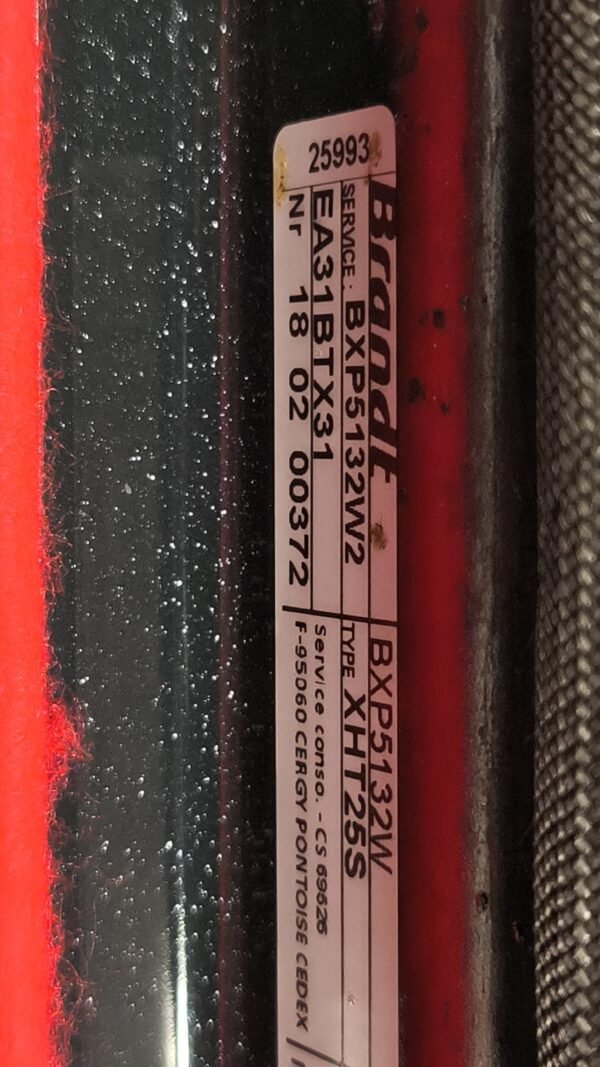 25993
Brandt
BXP5132W
SERVICE: BXP5132W2
TYPE XHT25S
EA31BTX31
Service conso. - CS 69526
Nr 18 02 00372
F-95060 CERGY PONTOISE CEDEX